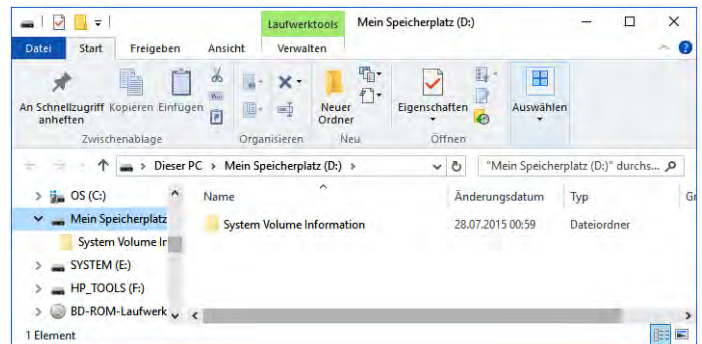 Laufwerktools Mein Speicherplatz (D:)
Datei Start Freigeben Ansicht Verwalten
An Schnellzugriff anheften
Kopieren Einfügen
Neuer Ordner
Eigenschaften
Auswählen
Zwischenablage Organisieren Neu Öffnen
Dieser PC > Mein Speicherplatz (D:) >
"Mein Speicherplatz (D:)" durchs...
OS (C:)
Mein Speicherplatz
System Volume Ir
SYSTEM (E:)
HP_TOOLS (F:)
BD-ROM-Laufwerk
Name Änderungsdatum Typ Gr
System Volume Information 28.07.2015 00:59 Dateiordner
1 Element